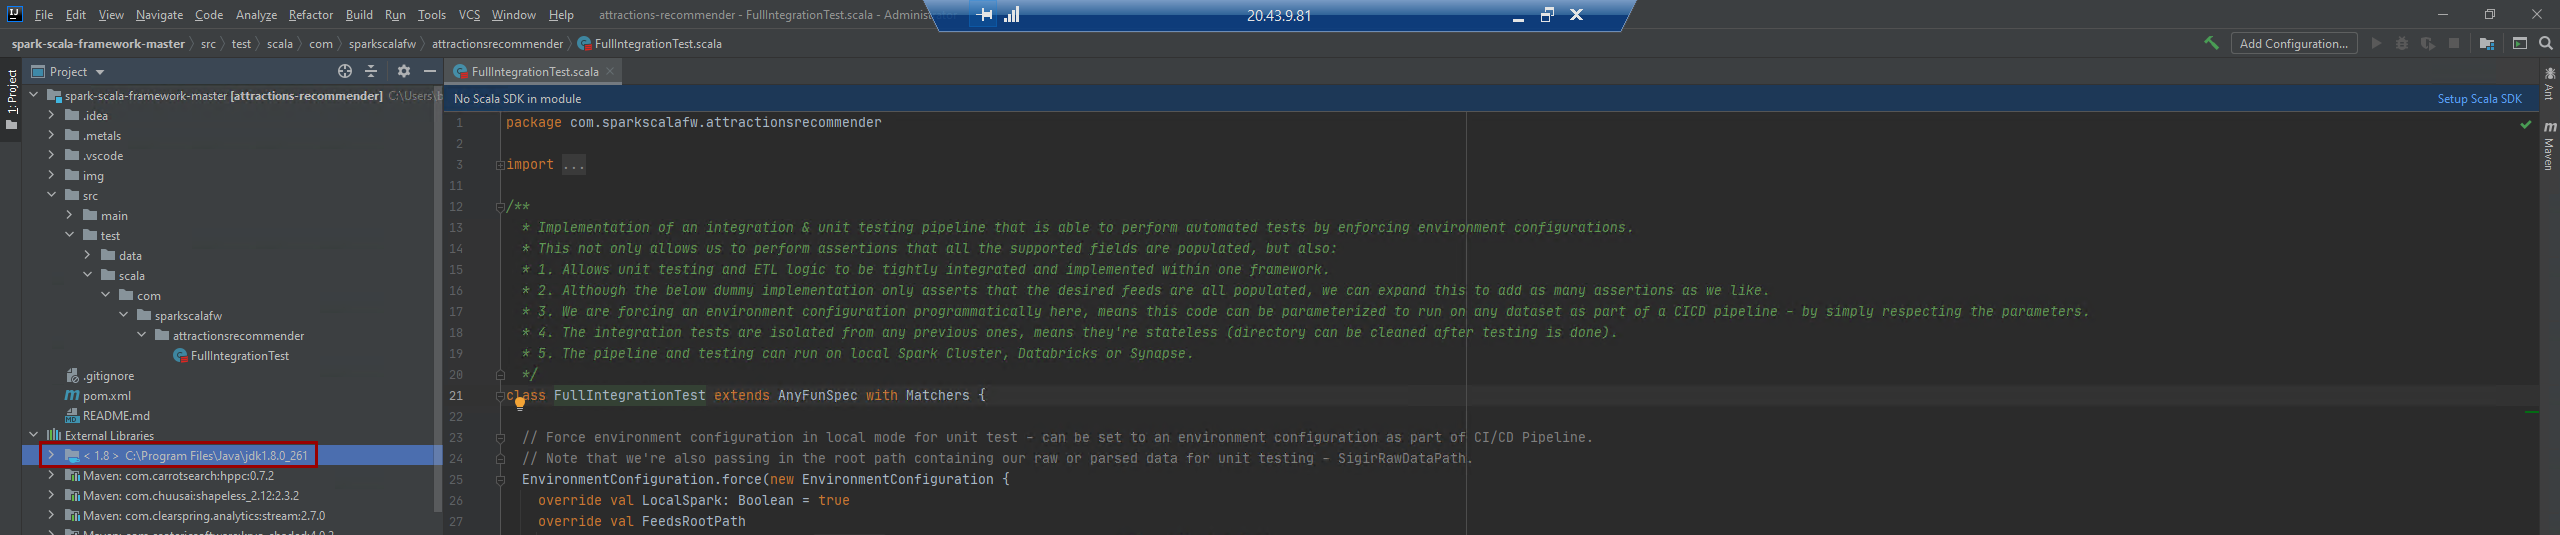 File Edit View Navigate Code Analyze Refactor Build Run Tools VCS Window Help attractions-recommender - FullIntegrationTest.scala - Administrator
20.43.9.81
spark-scala-framework-master src test scala com sparkscalafw attractionsrecommender FullIntegrationTest.scala
Add Configuration...
Project
FullIntegrationTest.scala
1: Project
No Scala SDK in module
Setup Scala SDK
Ant
Maven
spark-scala-framework-master [attractions-recommender] C:\Users\b
.idea
.metals
.vscode
img
src
main
test
data
scala
com
sparkscalafw
attractionsrecommender
FullIntegrationTest
.gitignore
pom.xml
README.md
External Libraries
< 1.8 > C:\Program Files\Java\jdk1.8.0_261
Maven: com.carrotsearch:hppc:0.7.2
Maven: com.chuusai:shapeless_2.12:2.3.2
Maven: com.clearspring.analytics:stream:2.7.0
1 package com.sparkscalafw.attractionsrecommender
2
3 import ...
11
12 /**
13 * Implementation of an integration & unit testing pipeline that is able to perform automated tests by enforcing environment configurations.
14 * This not only allows us to perform assertions that all the supported fields are populated, but also:
15 * 1. Allows unit testing and ETL logic to be tightly integrated and implemented within one framework.
16 * 2. Although the below dummy implementation only asserts that the desired feeds are all populated, we can expand this to add as many assertions as we like.
17 * 3. We are forcing an environment configuration programmatically here, means this code can be parameterized to run on any dataset as part of a CICD pipeline - by simply respecting the parameters.
18 * 4. The integration tests are isolated from any previous ones, means they're stateless (directory can be cleaned after testing is done).
19 * 5. The pipeline and testing can run on local Spark Cluster, Databricks or Synapse.
20 */
21 class FullIntegrationTest extends AnyFunSpec with Matchers {
22
23 // Force environment configuration in local mode for unit test - can be set to an environment configuration as part of CI/CD Pipeline.
24 // Note that we're also passing in the root path containing our raw or parsed data for unit testing - SigirRawDataPath.
25 EnvironmentConfiguration.force(new EnvironmentConfiguration {
26 override val LocalSpark: Boolean = true
27 override val FeedsRootPath